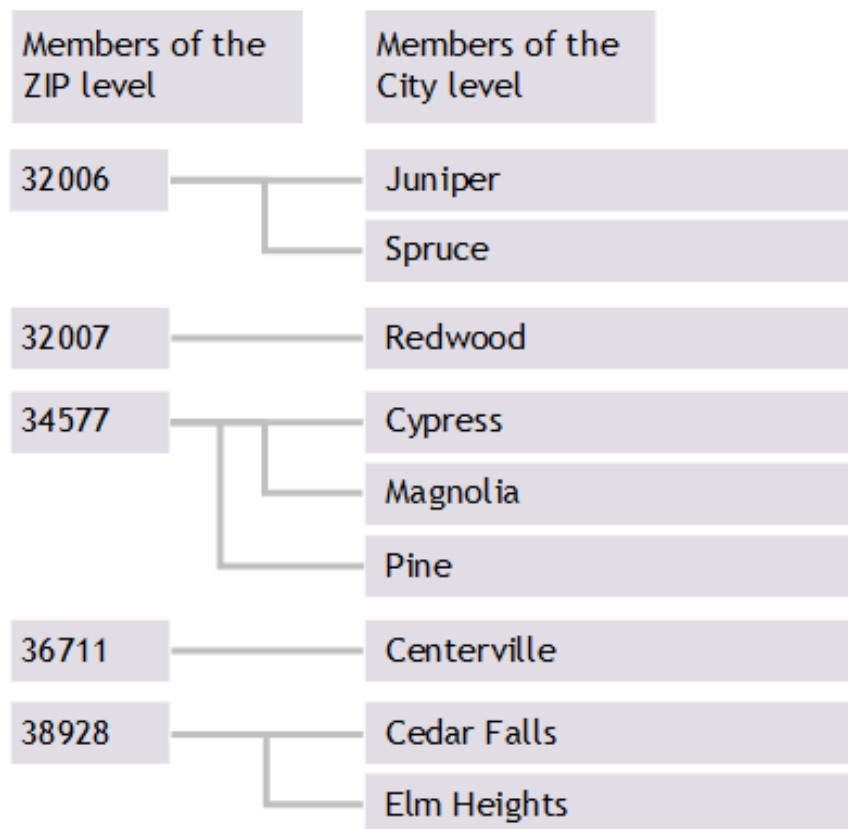 Members of the
ZIP level
Members of the
City level
32006
Juniper
Spruce
32007
Redwood
34577
Cypress
Magnolia
Pine
36711
Centerville
38928
Cedar Falls
Elm Heights